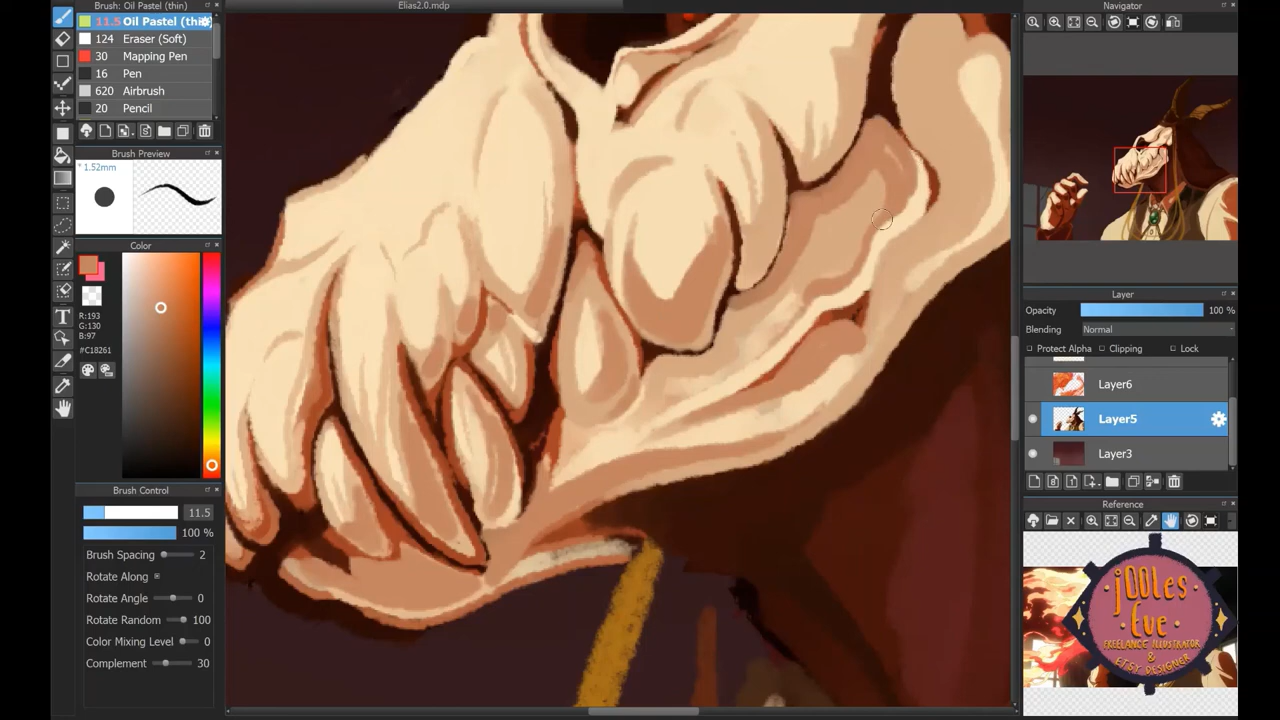 Elias2.0.mdp
Brush: Oil Pastel (thin)
11.5 Oil Pastel (thi
124 Eraser (Soft)
30 Mapping Pen
16 Pen
620 Airbrush
20 Pencil
Brush Preview
* 1.52mm
Color
R:193
G:130
B:97
#C18261
Brush Control
11.5
100 %
Brush Spacing 2
Rotate Along
Rotate Angle 0
Rotate Random 100
Color Mixing Level 0
Complement 30
Navigator
Layer
Opacity 100 %
Blending Normal
Protect Alpha Clipping Lock
Layer6
Layer5
Layer3
Reference
j00les
Eve
FREELANCE ILLUSTRATOR
&
ETSY DESIGNER